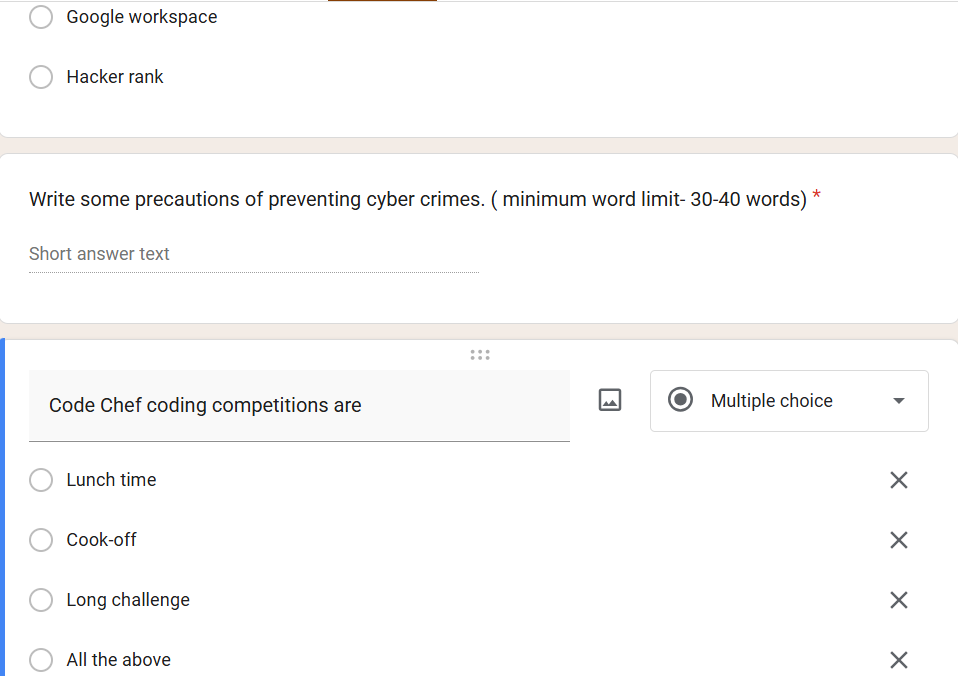 Google workspace
Hacker rank
Write some precautions of preventing cyber crimes. ( minimum word limit- 30-40 words) *
Short answer text
Code Chef coding competitions are
Multiple choice
Lunch time
Cook-off
Long challenge
All the above